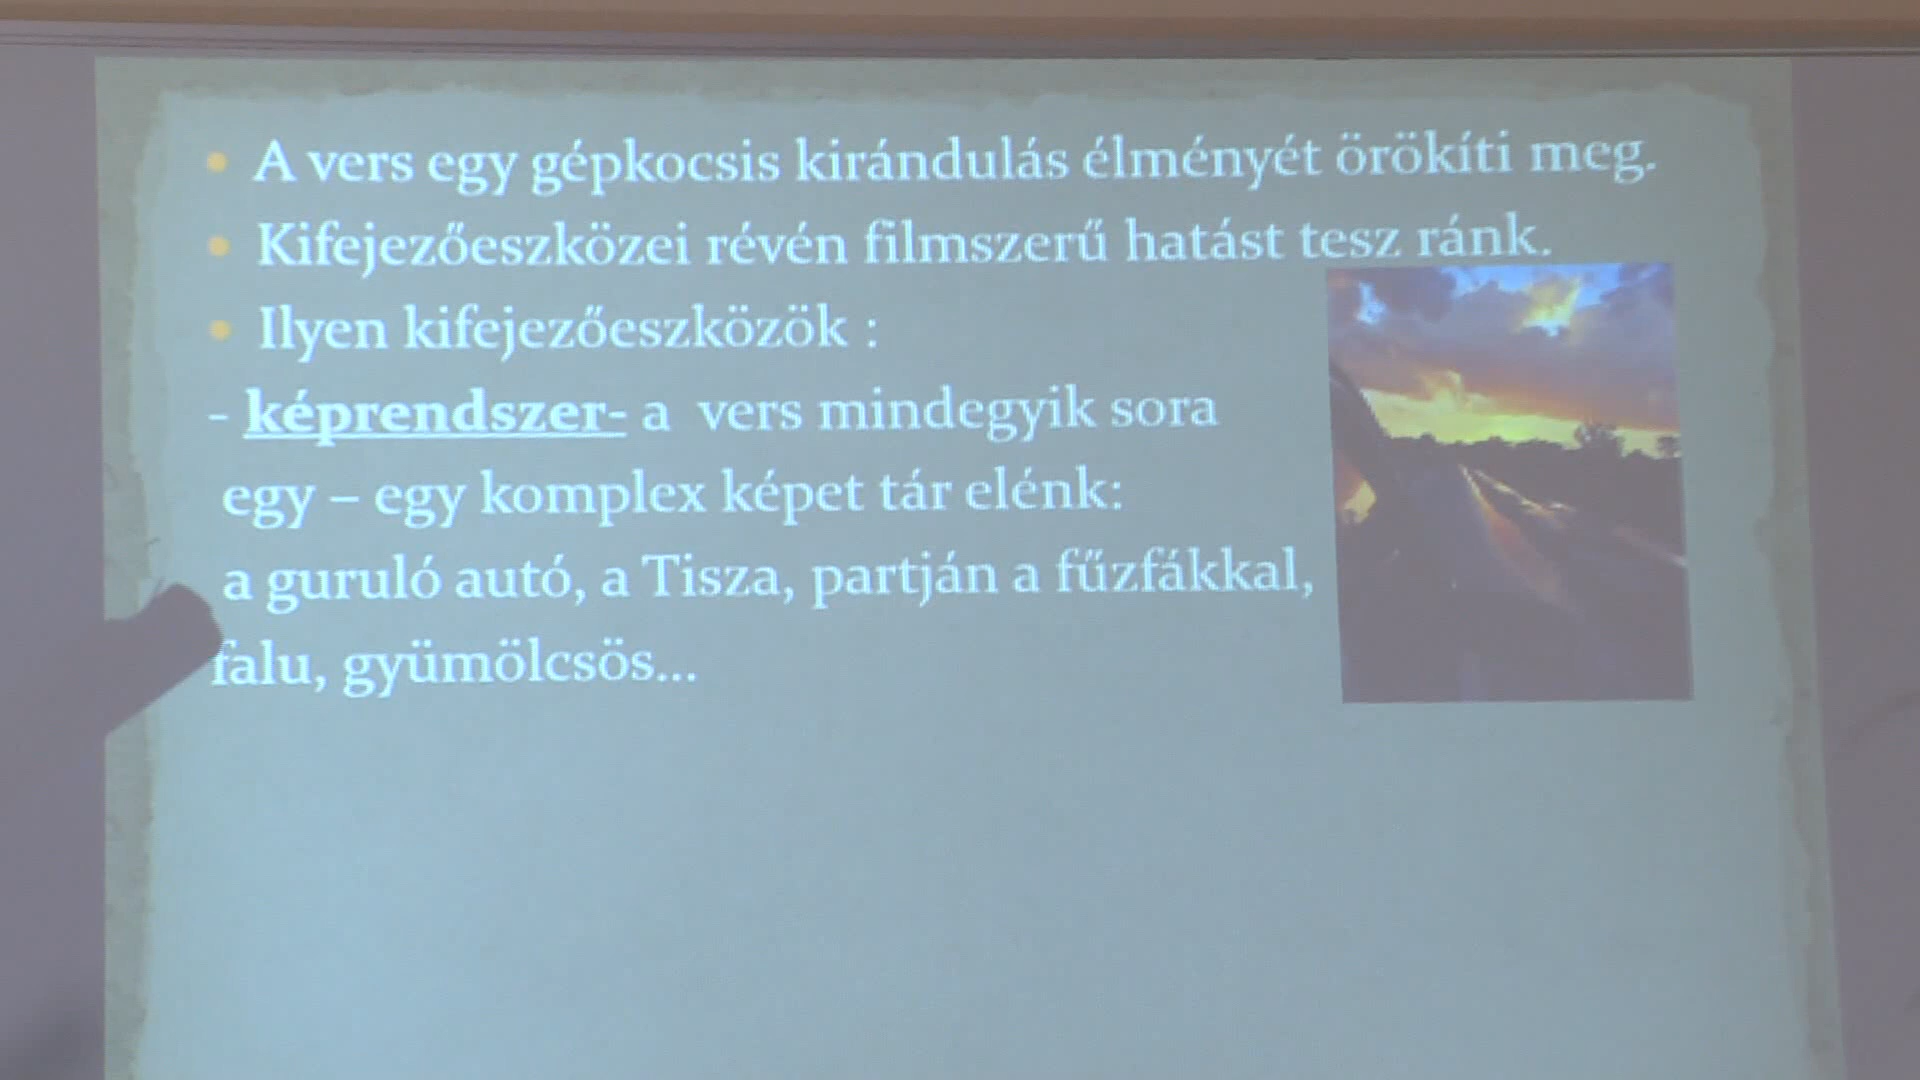 • A vers egy gépkocsis kirándulás élményét örökíti meg.
• Kifejezőeszközei révén filmszerű hatást tesz ránk.
• Ilyen kifejezőeszközök :
- képrendszer- a vers mindegyik sora
egy – egy komplex képet tár elénk:
a guruló autó, a Tisza, partján a fűzfákkal,
falu, gyümölcsös...